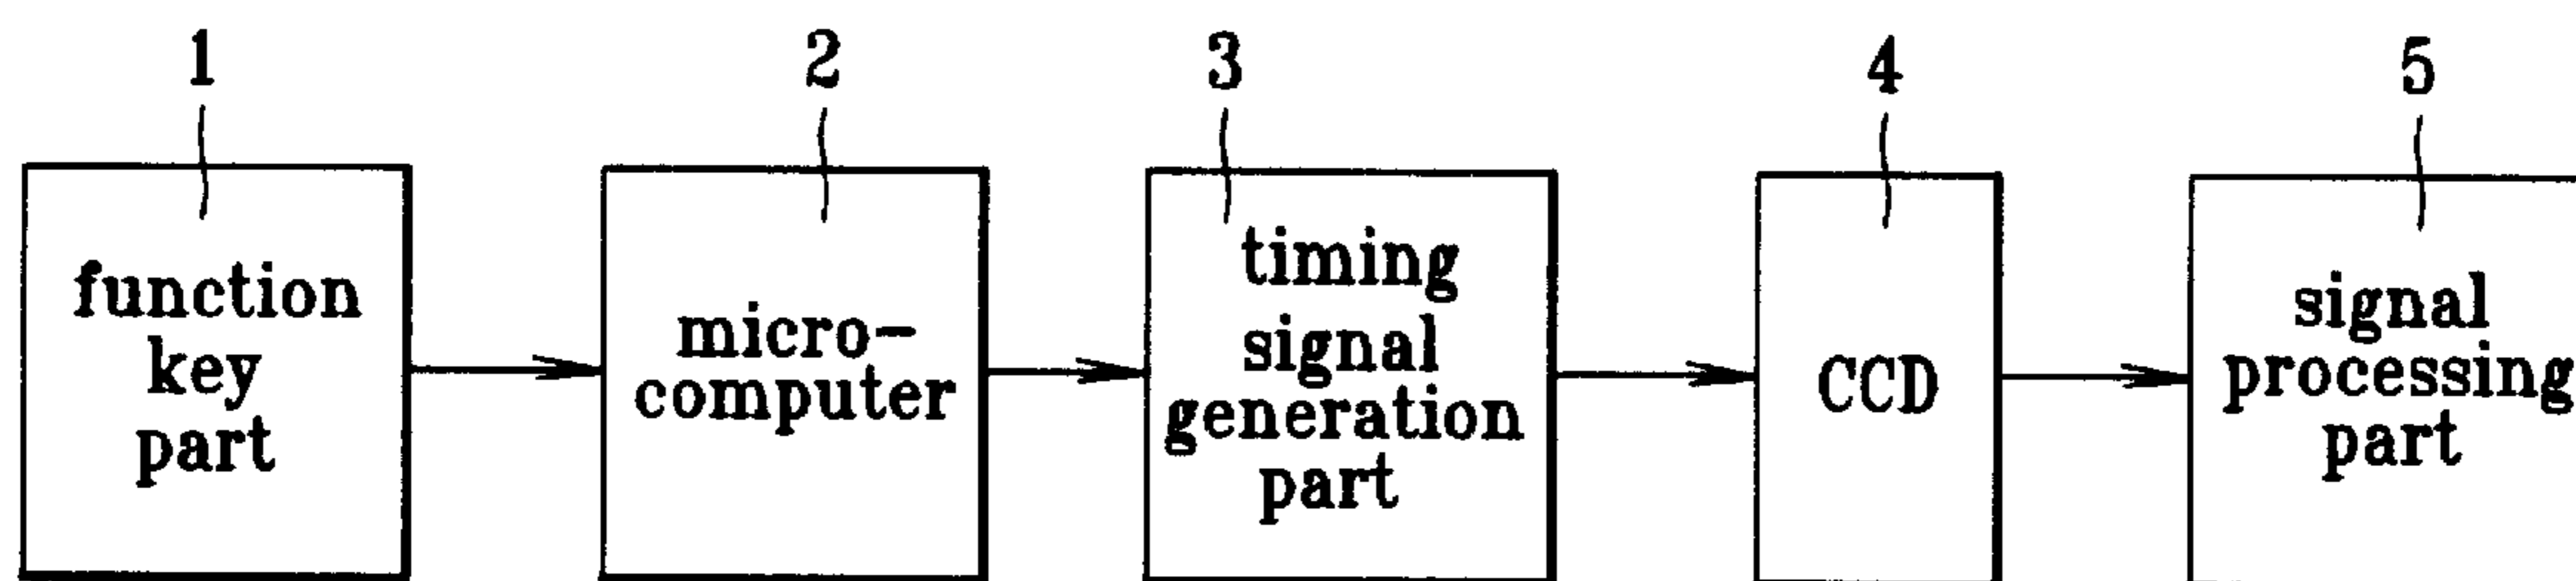 1
2
3
4
5
function
key
part
micro-
computer
timing
signal
generation
part
CCD
signal
processing
part